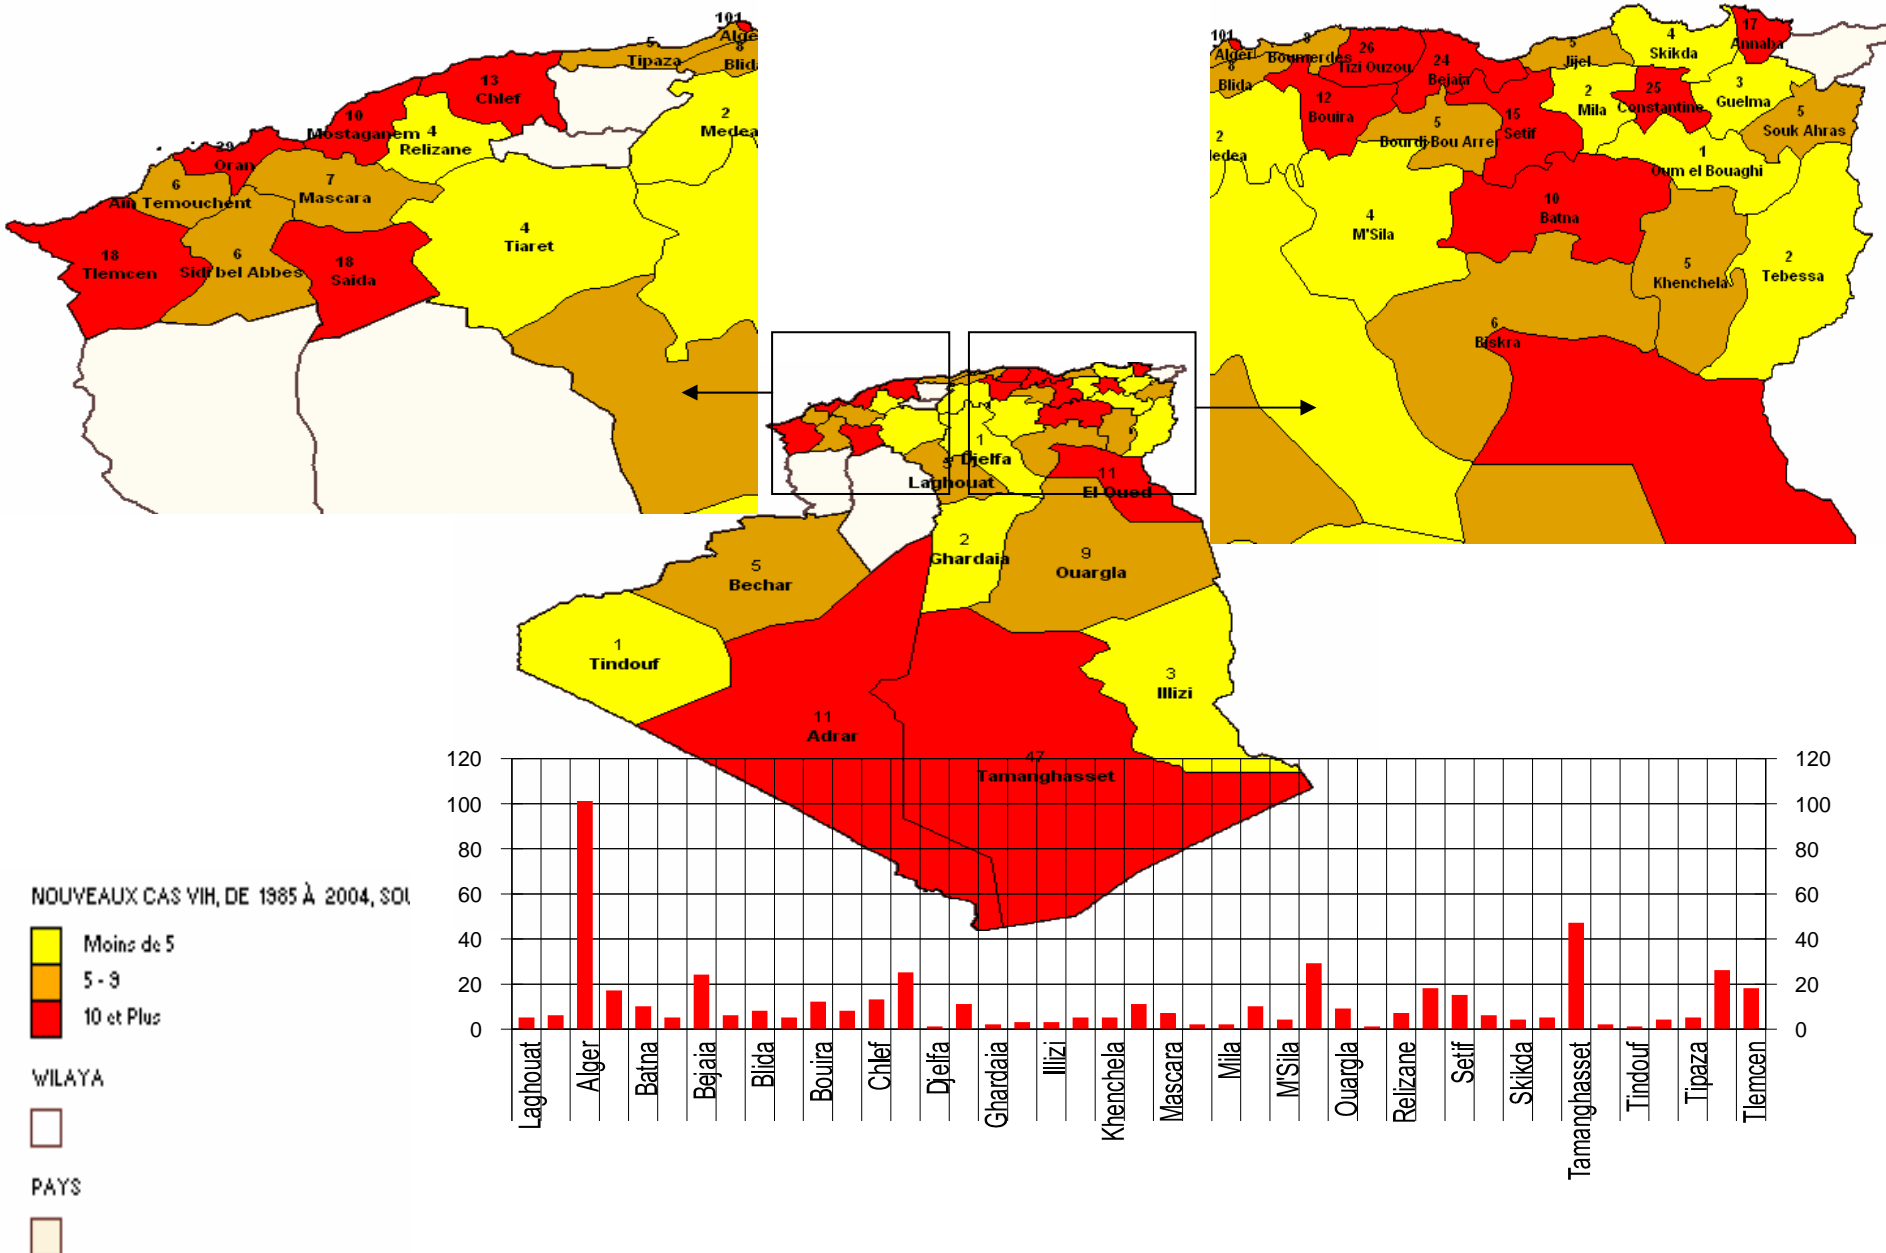 101
Alge
5
Tipaza
8
Blida
13
Chlef
2
Medea
10
Mostaganem
4
Relizane
29
Oran
6
Ain Temouchent
7
Mascara
4
Tiaret
18
Tlemcen
6
Sidi bel Abbes
18
Saida
101
Alger
8
Boumerdes
8
Blida
26
Tizi Ouzou
24
Bejaia
5
Jijel
4
Skikda
17
Annaba
12
Bouira
5
Bourdj Bou Arrer
15
Setif
2
Mila
25
Constantine
3
Guelma
5
Souk Ahras
2
ledea
1
Oum el Bouaghi
4
M'Sila
10
Batna
5
Khenchela
2
Tebessa
6
Biskra
1
Djelfa
5
Laghouat
11
El Oued
2
Ghardaia
9
Ouargla
5
Bechar
1
Tindouf
3
Illizi
11
Adrar
47
Tamanghasset
120
100
80
60
40
20
0
120
100
80
60
40
20
0
Laghouat
Alger
Batna
Bejaia
Blida
Bouira
Chlef
Djelfa
Ghardaia
Illizi
Khenchela
Mascara
Mila
M'Sila
Ouargla
Relizane
Setif
Skikda
Tamanghasset
Tindouf
Tipaza
Tlemcen
NOUVEAUX CAS VIH, DE 1985 À 2004, SOU
Moins de 5
5 - 9
10 et Plus
WILAYA
PAYS